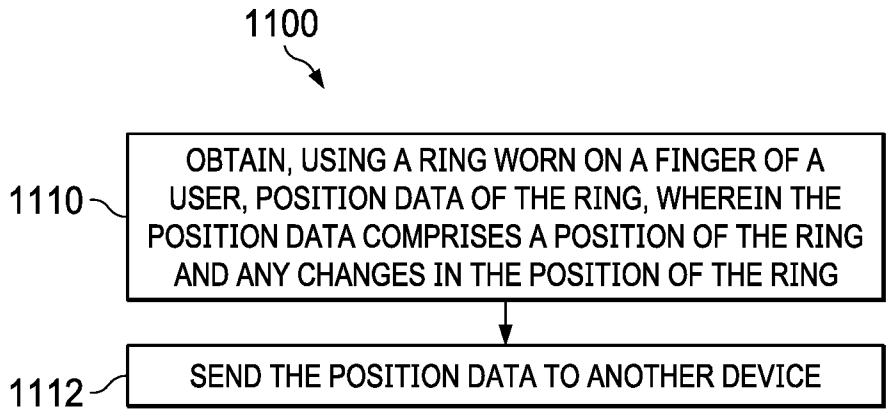 1100
1110
OBTAIN, USING A RING WORN ON A FINGER OF A
USER, POSITION DATA OF THE RING, WHEREIN THE
POSITION DATA COMPRISES A POSITION OF THE RING
AND ANY CHANGES IN THE POSITION OF THE RING
1112
SEND THE POSITION DATA TO ANOTHER DEVICE